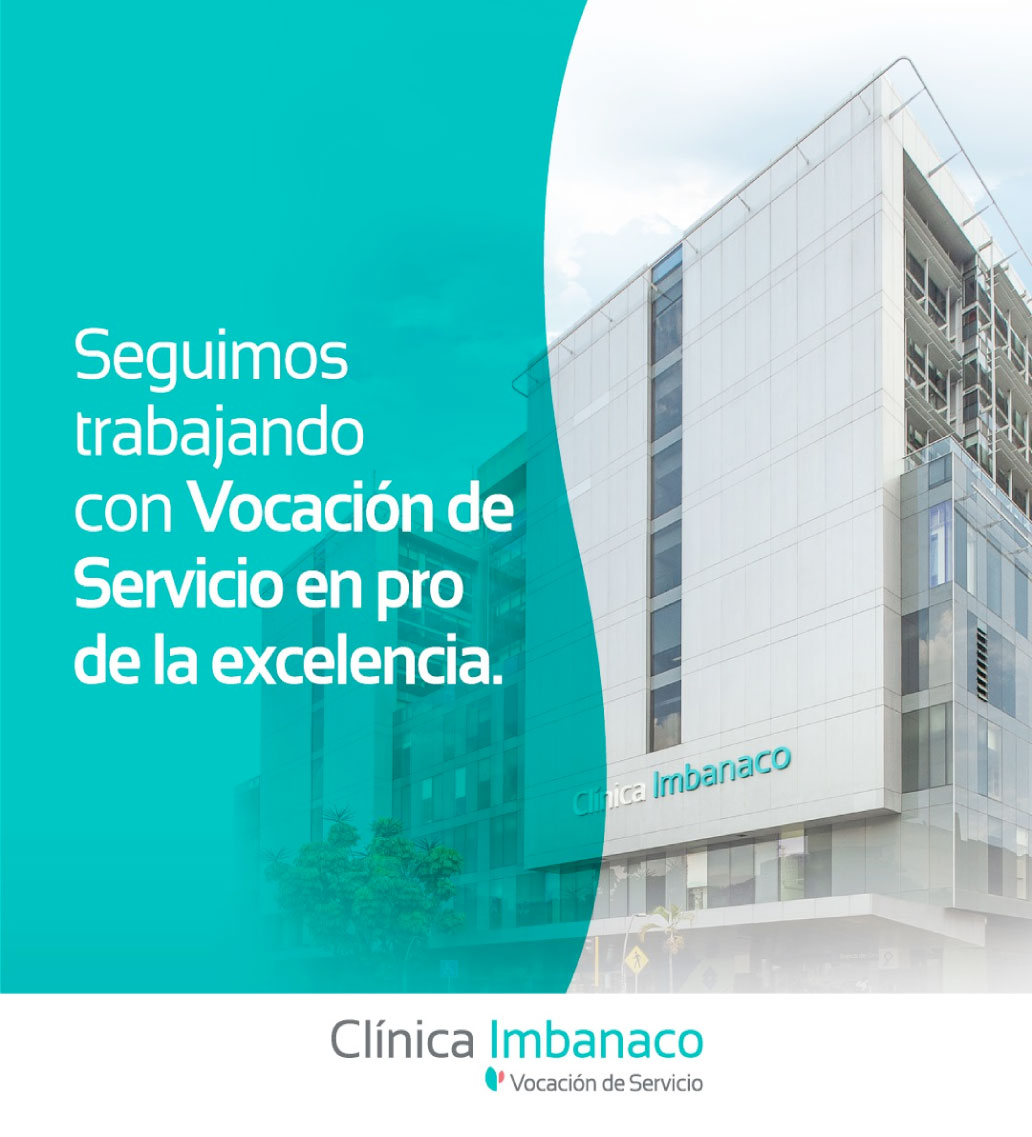 Seguimos
trabajando
con Vocación de
Servicio en pro
de la excelencia.
Clínica Imbanaco
Clínica Imbanaco
Vocación de Servicio